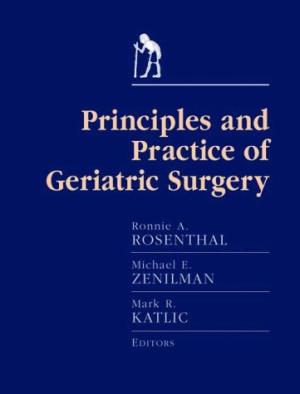 Principles and
Practice of
Geriatric Surgery
Ronnie A.
ROSENTHAL
Michael E.
ZENILMAN
Mark R.
KATLIC
EDITORS